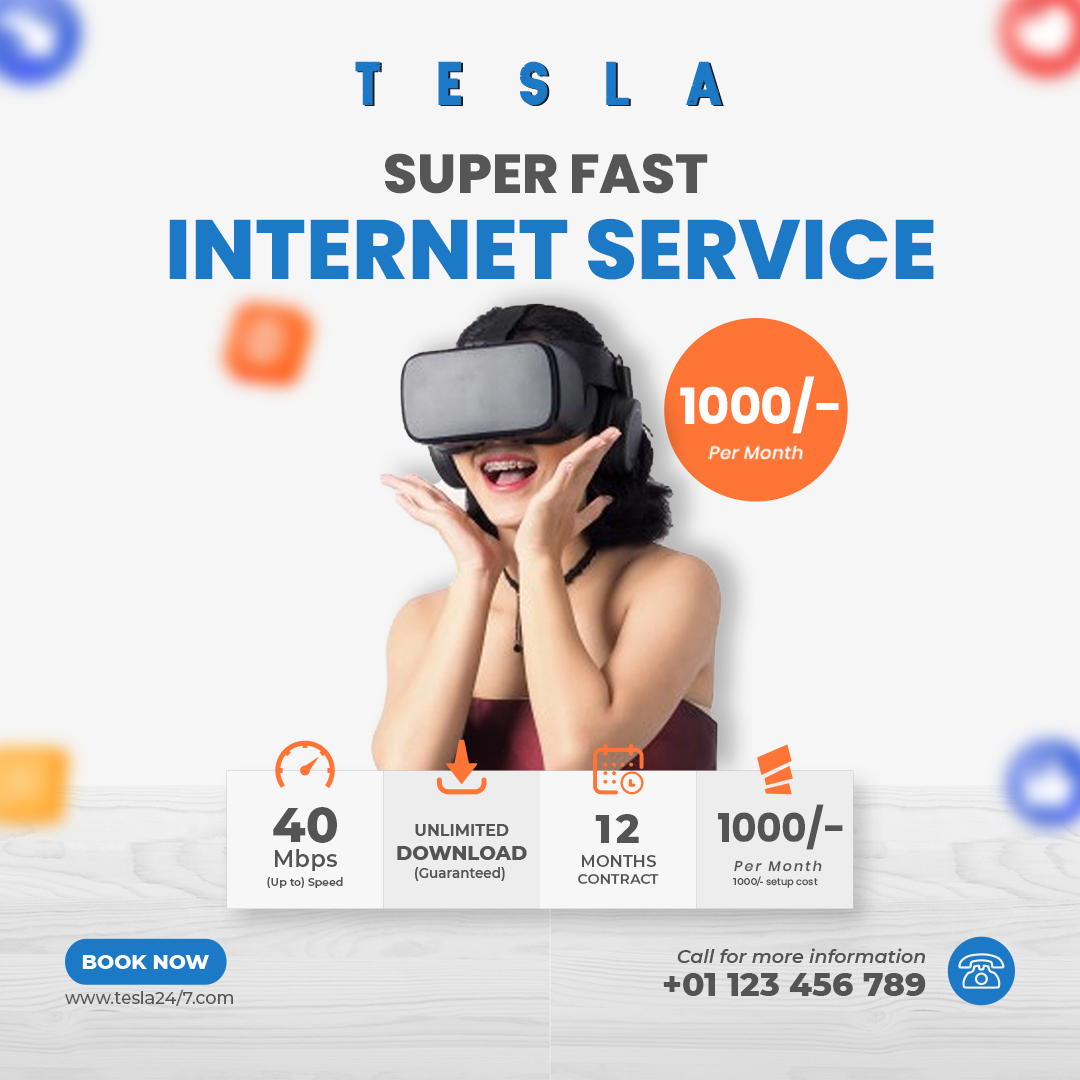 TESLA
SUPER FAST
INTERNET SERVICE
1000/-
Per Month
40
Mbps
(Up to) Speed
UNLIMITED
DOWNLOAD
(Guaranteed)
12
MONTHS
CONTRACT
1000/-
Per Month
1000/- setup cost
BOOK NOW
www.tesla24/7.com
Call for more information
+01 123 456 789